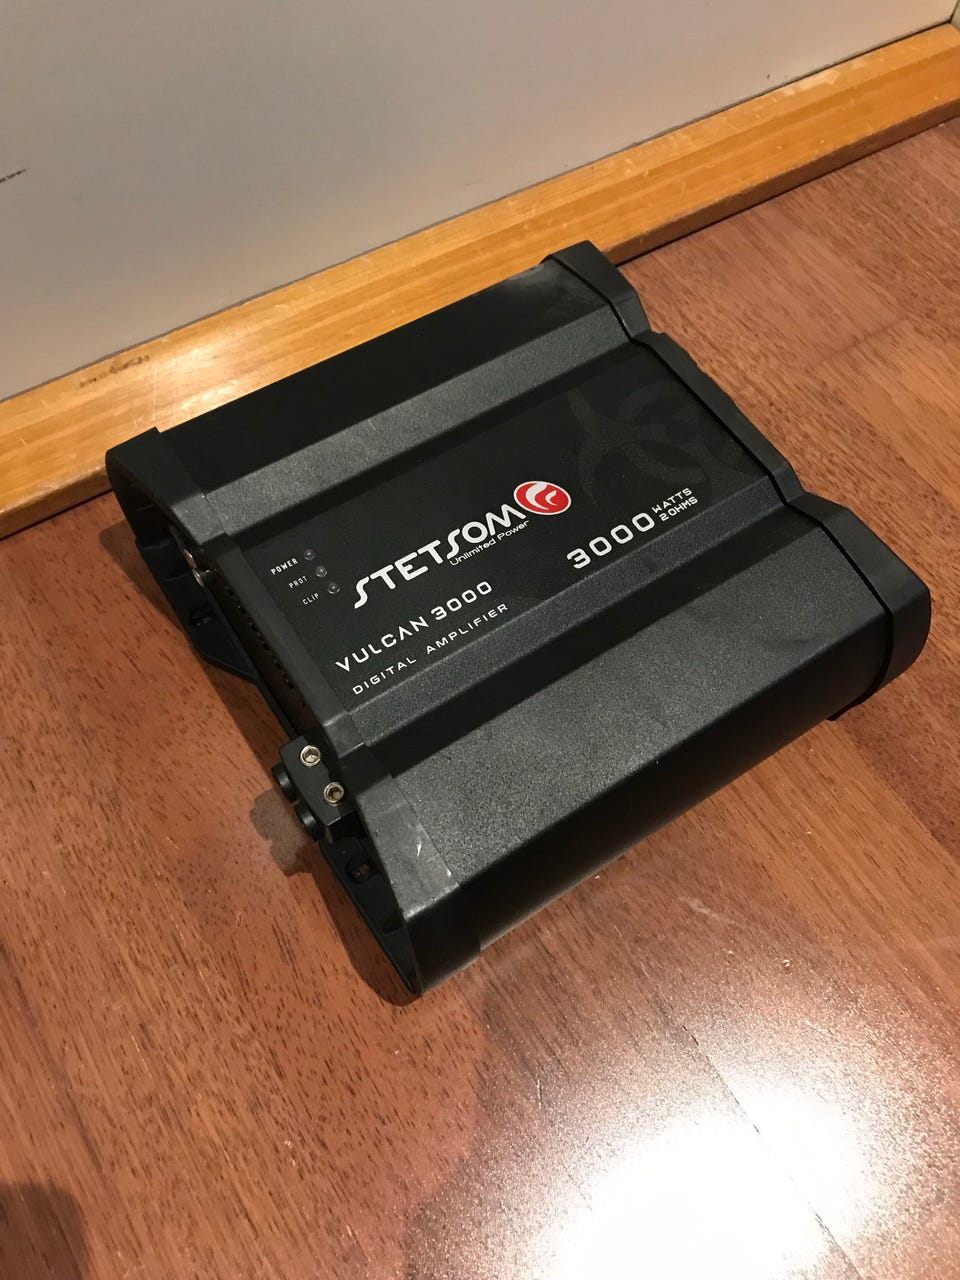 POWER
PROT
CLIP
STETSOM
Unlimited Power
VULCAN 3000
DIGITAL AMPLIFIER
3000 WATTS
2 OHMS